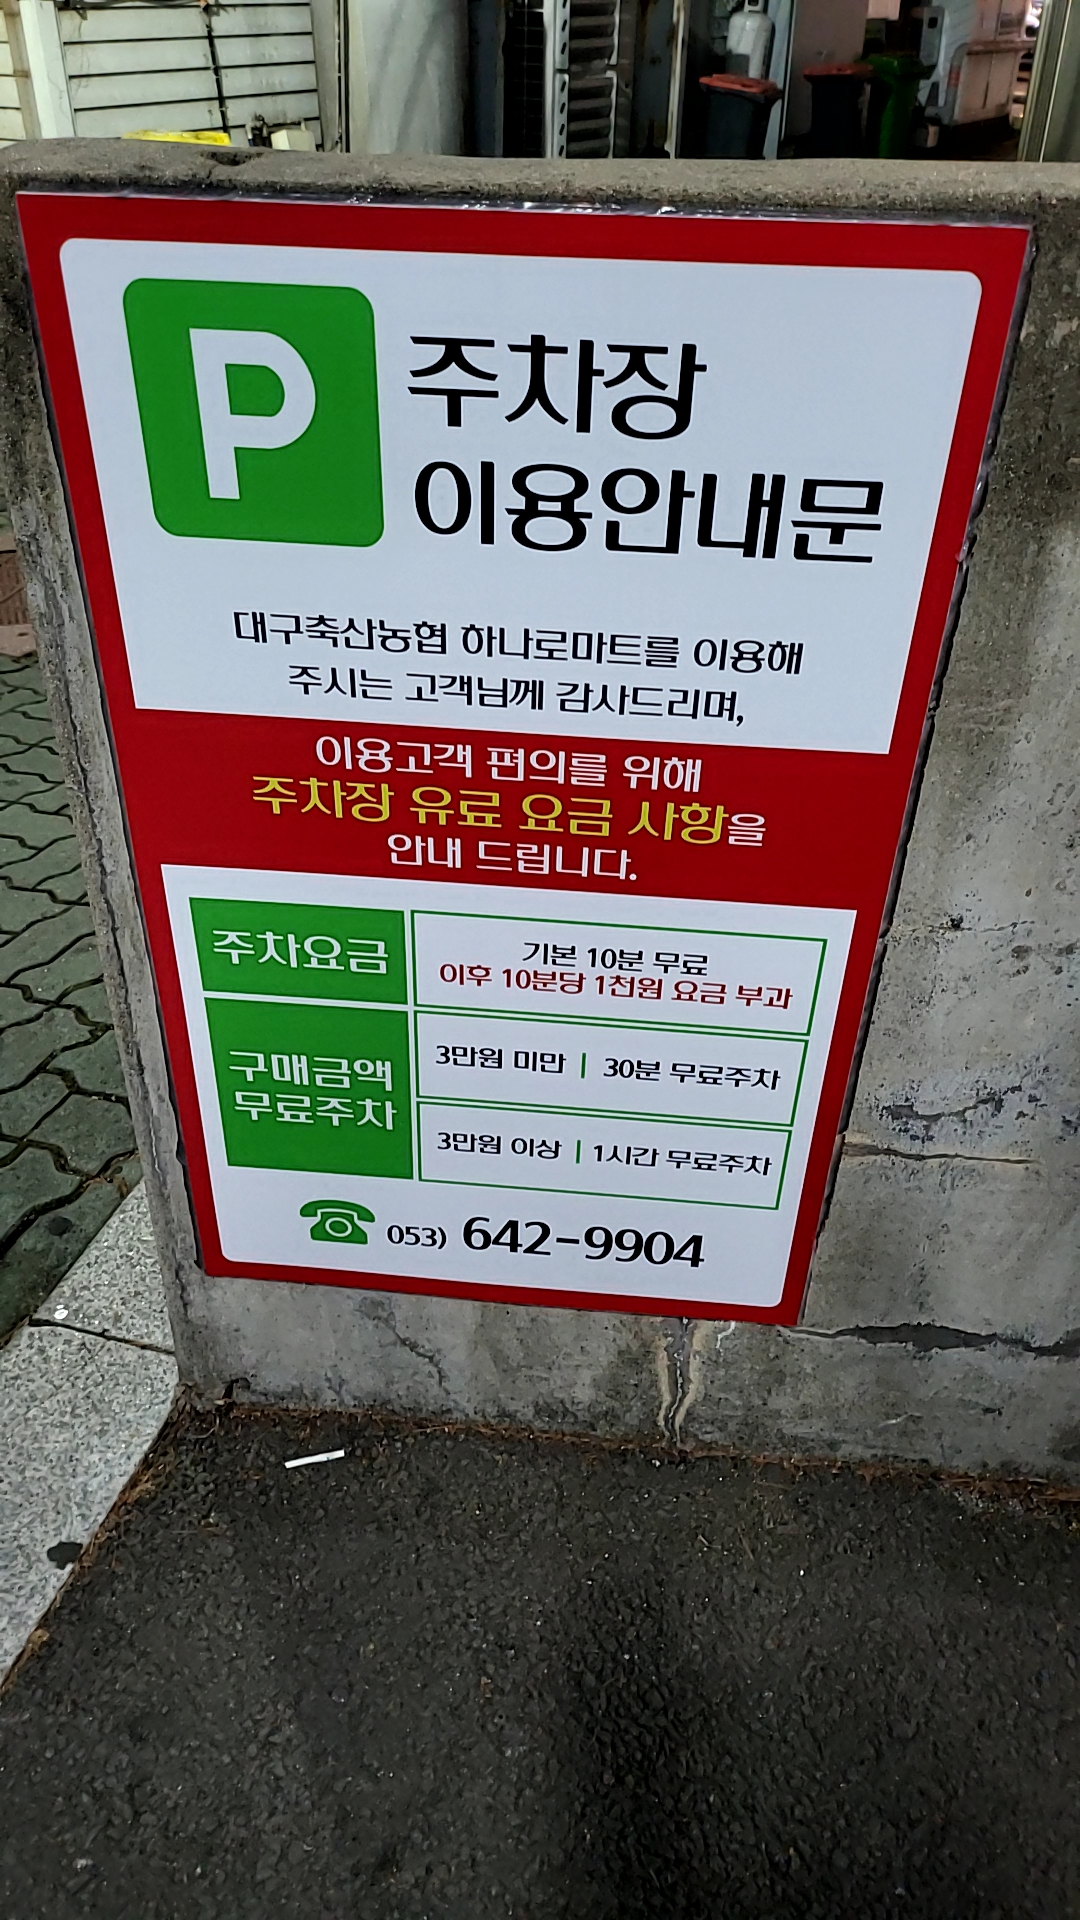 P
주차장
이용안내문
대구축산농협 하나로마트를 이용해
주시는 고객님께 감사드리며,
이용고객 편의를 위해
주차장 유료 요금 사항을
안내 드립니다.
주차요금
기본 10분 무료
이후 10분당 1천원 요금 부과
구매금액
무료주차
3만원 미만 | 30분 무료주차
3만원 이상 | 1시간 무료주차
053) 642-9904